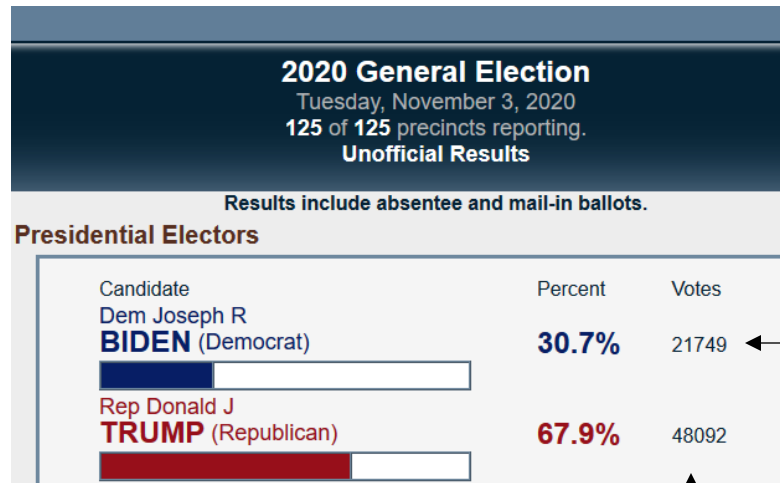 2020 General Election
Tuesday, November 3, 2020
125 of 125 precincts reporting.
Unofficial Results
Results include absentee and mail-in ballots.
Presidential Electors
Candidate Percent Votes
Dem Joseph R
BIDEN (Democrat) 30.7% 21749
Rep Donald J
TRUMP (Republican) 67.9% 48092